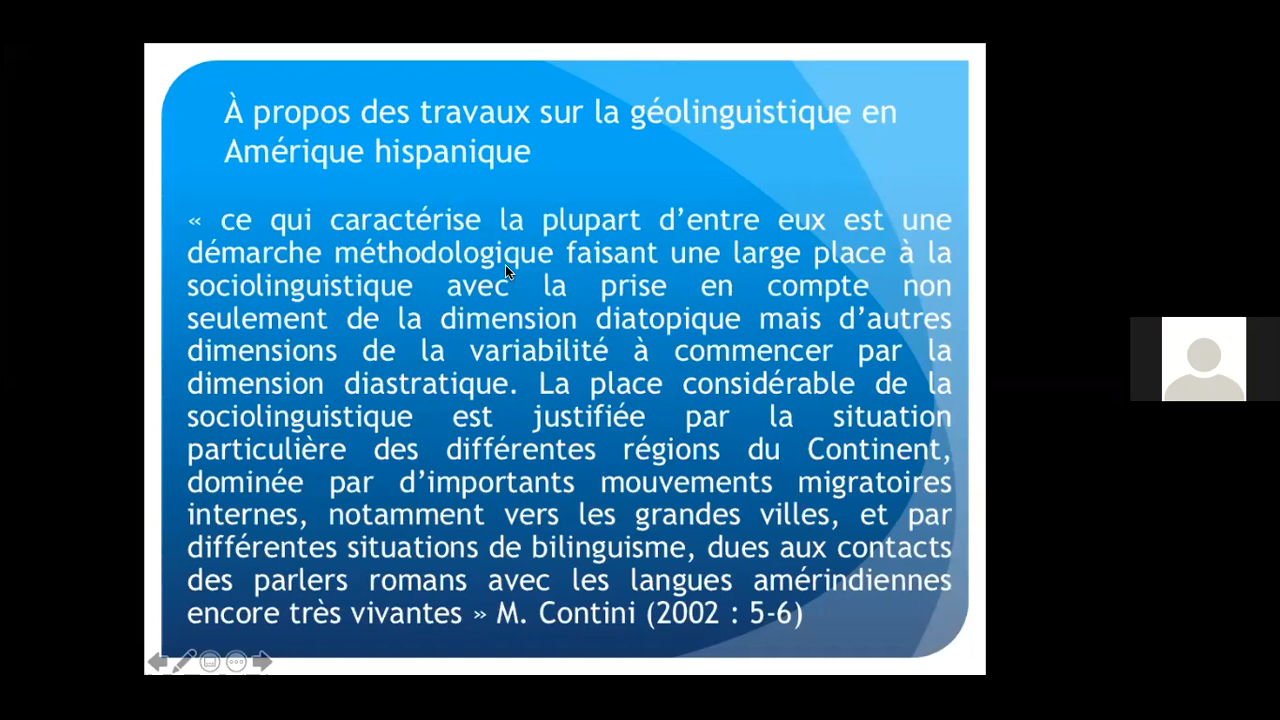 À propos des travaux sur la géolinguistique en
Amérique hispanique
« ce qui caractérise la plupart d’entre eux est une
démarche méthodologique faisant une large place à la
sociolinguistique avec la prise en compte non
seulement de la dimension diatopique mais d’autres
dimensions de la variabilité à commencer par la
dimension diastratique. La place considérable de la
sociolinguistique est justifiée par la situation
particulière des différentes régions du Continent,
dominée par d’importants mouvements migratoires
internes, notamment vers les grandes villes, et par
différentes situations de bilinguisme, dues aux contacts
des parlers romans avec les langues amérindiennes
encore très vivantes » M. Contini (2002 : 5-6)